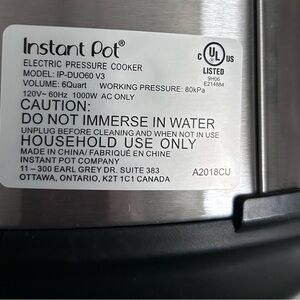 Instant Pot®
ELECTRIC PRESSURE COOKER
MODEL: IP-DUO60 V3
VOLUME: 6Quart WORKING PRESSURE: 80kPa
120V~ 60Hz 1000W AC ONLY
C UL US
LISTED
9H06
E214884
CAUTION:
DO NOT IMMERSE IN WATER
UNPLUG BEFORE CLEANING AND WHEN NOT IN USE
HOUSEHOLD USE ONLY
MADE IN CHINA/ FABRIQUÉ EN CHINE
INSTANT POT COMPANY
11 – 300 EARL GREY DR. SUITE 383
OTTAWA, ONTARIO, K2T 1C1 CANADA
A2018CU